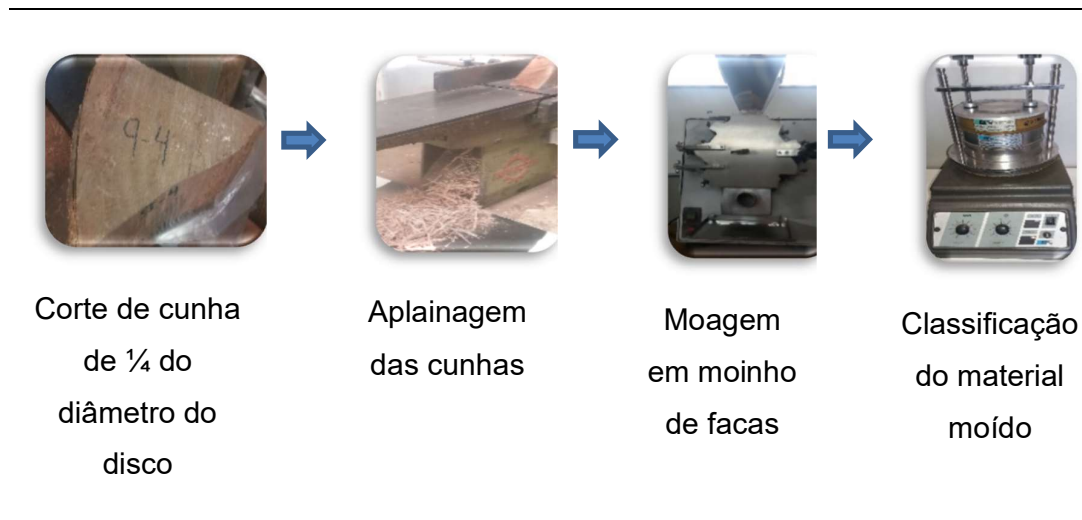 9-4
Corte de cunha
de ¼ do
diâmetro do
disco
Aplainagem
das cunhas
Moagem
em moinho
de facas
Classificação
do material
moído